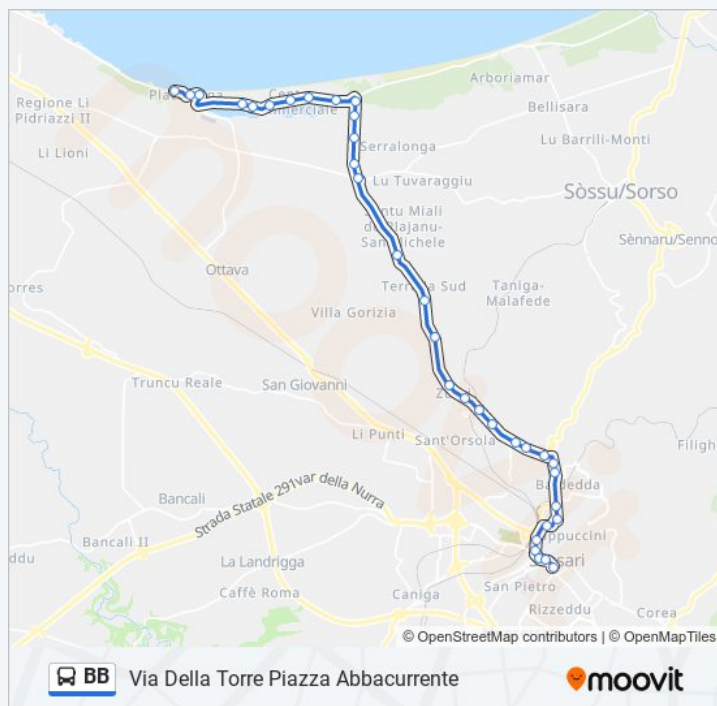 Arboriamar
Regione Li
Pidriazzi II
Bellisara
Li Lioni
Serralonga
Lu Barrili-Monti
Lu Tuvaraggiu
Sòssu/Sorso
Sènnaru/Senno
Ottava
Taniga-
Malafede
orres
Villa Gorizia
Truncu Reale
San Giovanni
Li Punti
Sant'Orsola
Filigh
Bancali
Strada Statale 291var della Nurra
Bancali II
ddu
La Landrigga
Caffè Roma
Caniga
San Pietro
Rizzeddu
Corea
© OpenStreetMap contributors | © OpenMapTiles
BB Via Della Torre Piazza Abbacurrente
moovit